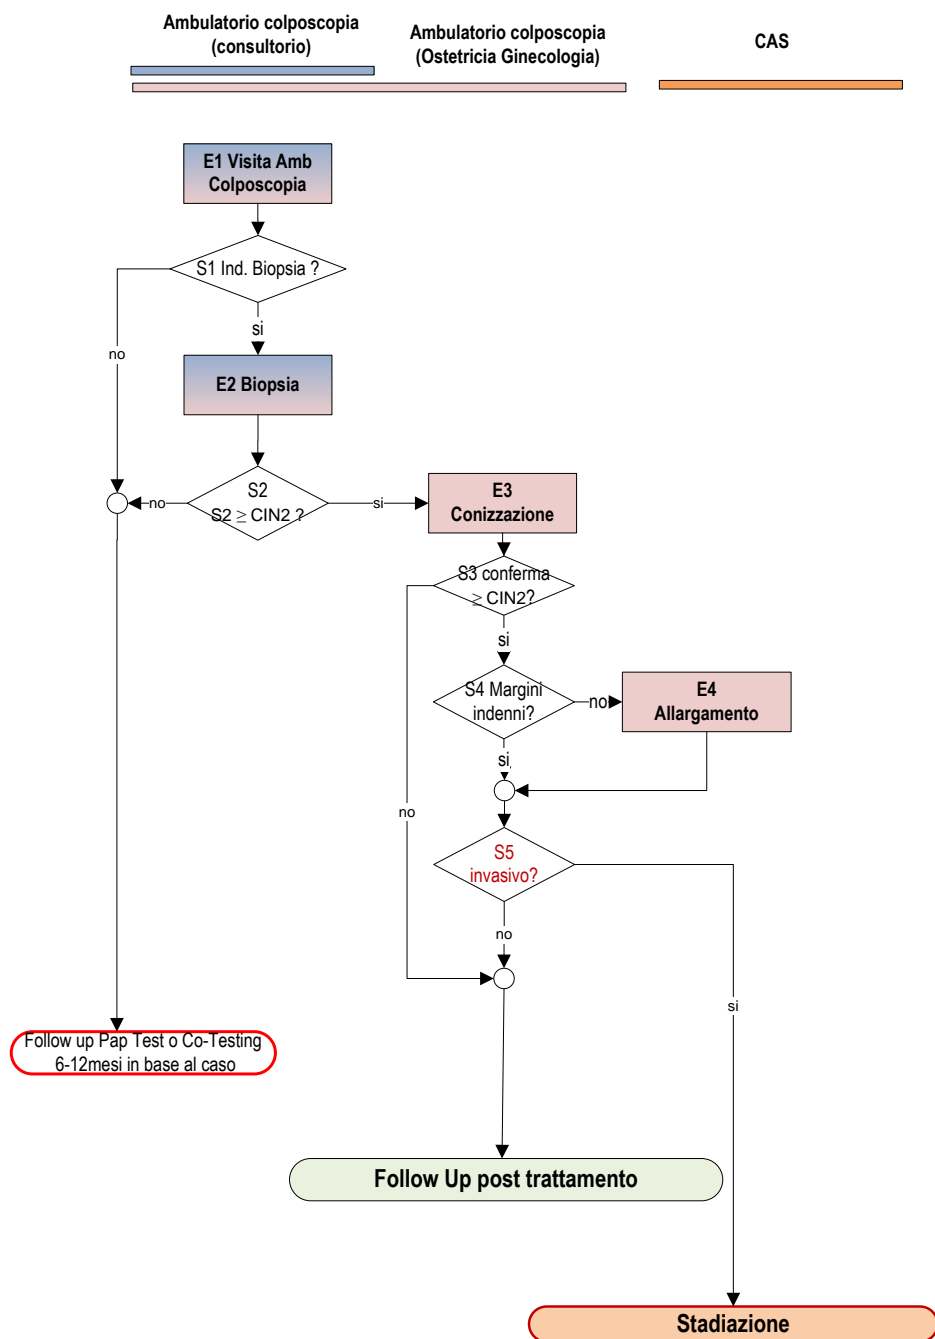 Ambulatorio colposcopia
(consultorio)
Ambulatorio colposcopia
(Ostetricia Ginecologia)
CAS
E1 Visita Amb
Colposcopia
S1 Ind. Biopsia ?
si
no
E2 Biopsia
S2
S2 ≥ CIN2 ?
no
si
E3
Conizzazione
S3 conferma
≥ CIN2?
si
S4 Margini
indenni?
no
E4
Allargamento
si
no
S5
invasivo?
no
si
Follow up Pap Test o Co-Testing
6-12mesi in base al caso
Follow Up post trattamento
Stadiazione